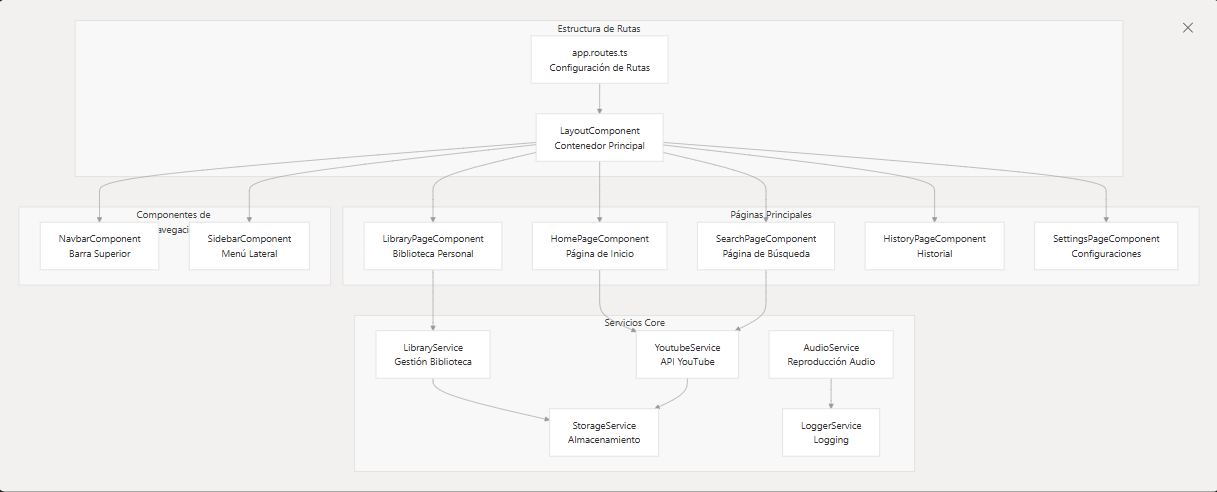 Estructura de Rutas
app.routes.ts
Configuración de Rutas
LayoutComponent
Contenedor Principal
Componentes de
avegaci
NavbarComponent
Barra Superior
SidebarComponent
Menú Lateral
Páginas Principales
LibraryPageComponent
Biblioteca Personal
HomePageComponent
Página de Inicio
SearchPageComponent
Página de Búsqueda
HistoryPageComponent
Historial
SettingsPageComponent
Configuraciones
Servicios Core
LibraryService
Gestión Biblioteca
YoutubeService
API YouTube
AudioService
Reproducción Audio
StorageService
Almacenamiento
LoggerService
Logging